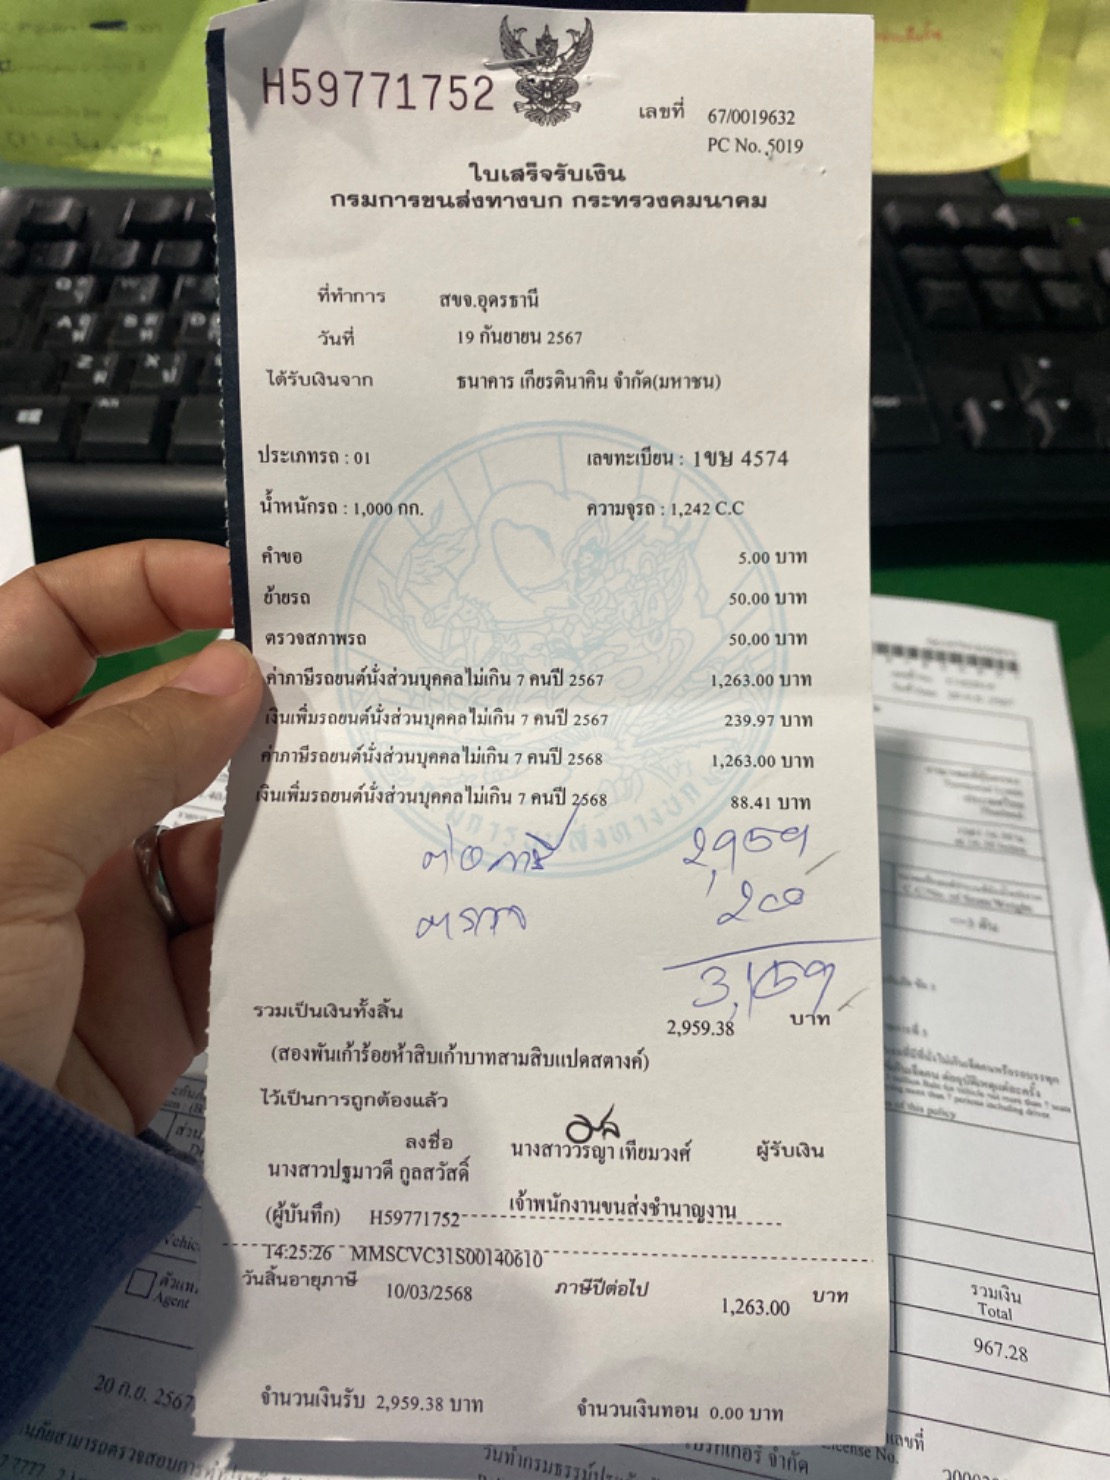 H59771752
เลขที่ 67/0019632
PC No. 5019
ใบเสร็จรับเงิน
กรมการขนส่งทางบก กระทรวงคมนาคม
ที่ทำการ สขจ.อุดรธานี
วันที่ 19 กันยายน 2567
ได้รับเงินจาก ธนาคาร เกียรตินาคิน จำกัด(มหาชน)
ประเภทรถ : 01 เลขทะเบียน : 1ขษ 4574
น้ำหนักรถ : 1,000 กก. ความจุรถ : 1,242 C.C
คำขอ 5.00 บาท
ย้ายรถ 50.00 บาท
ตรวจสภาพรถ 50.00 บาท
ค่าภาษีรถยนต์นั่งส่วนบุคคลไม่เกิน 7 คนปี 2567 1,263.00 บาท
เงินเพิ่มรถยนต์นั่งส่วนบุคคลไม่เกิน 7 คนปี 2567 239.97 บาท
ค่าภาษีรถยนต์นั่งส่วนบุคคลไม่เกิน 7 คนปี 2568 1,263.00 บาท
เงินเพิ่มรถยนต์นั่งส่วนบุคคลไม่เกิน 7 คนปี 2568 88.41 บาท
ต่อภาษี 2,959
ตรวจ 200
3,159
รวมเป็นเงินทั้งสิ้น 2,959.38 บาท
(สองพันเก้าร้อยห้าสิบเก้าบาทสามสิบแปดสตางค์)
ไว้เป็นการถูกต้องแล้ว
ลงชื่อ นางสาววรญา เทียมวงศ์ ผู้รับเงิน
นางสาวปฐมาวดี กูลสวัสดิ์
เจ้าพนักงานขนส่งชำนาญงาน
(ผู้บันทึก) H59771752
14:25:26 MMSCVC31S00140610
วันสิ้นอายุภาษี 10/03/2568 ภาษีปีต่อไป 1,263.00 บาท
จำนวนเงินรับ 2,959.38 บาท จำนวนเงินทอน 0.00 บาท
รวมเงิน
Total
967.28
Agent
20 ก.ย. 2567
License No.